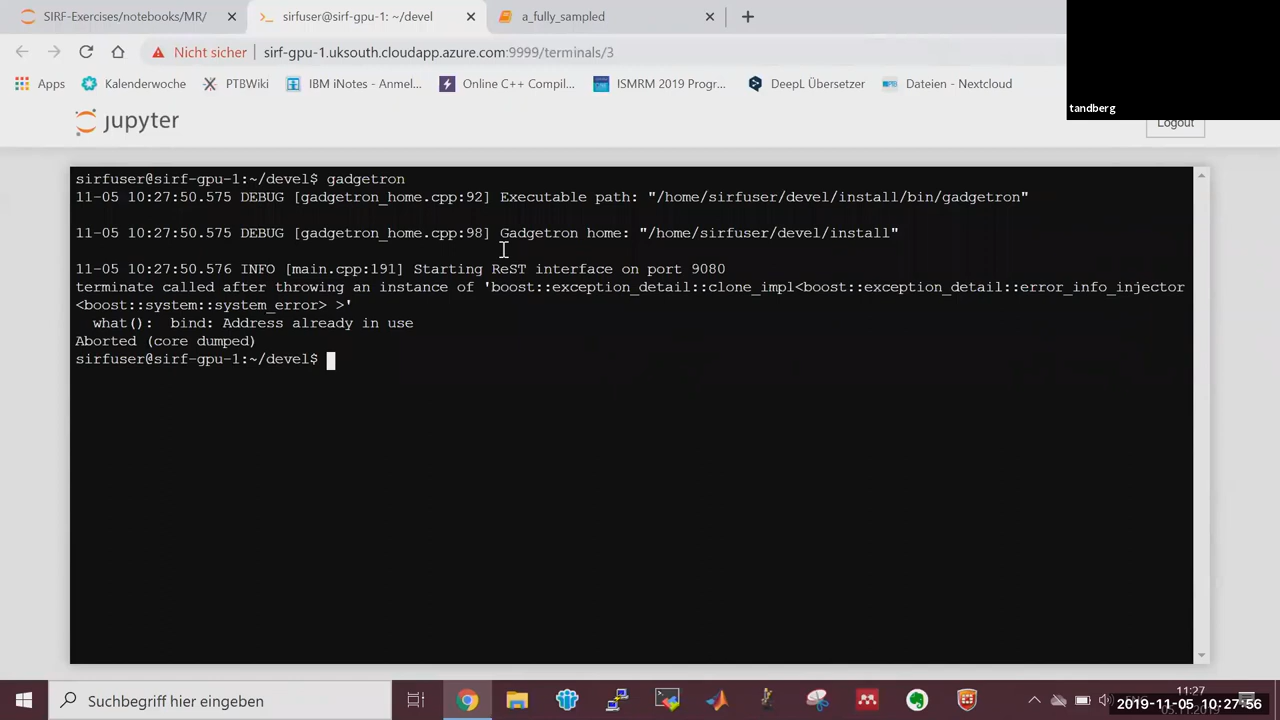 SIRF-Exercises/notebooks/MR/
sirfuser@sirf-gpu-1: ~/devel
a_fully_sampled
Nicht sicher
sirf-gpu-1.uksouth.cloudapp.azure.com:9999/terminals/3
Apps
Kalenderwoche
PTBWiki
IBM iNotes - Anmel...
Online C++ Compil...
ISMRM 2019 Progr...
DeepL Übersetzer
Dateien - Nextcloud
tandberg
jupyter
Logout
sirfuser@sirf-gpu-1:~/devel$ gadgetron
11-05 10:27:50.575 DEBUG [gadgetron_home.cpp:92] Executable path: "/home/sirfuser/devel/install/bin/gadgetron"
11-05 10:27:50.575 DEBUG [gadgetron_home.cpp:98] Gadgetron home: "/home/sirfuser/devel/install"
11-05 10:27:50.576 INFO [main.cpp:191] Starting ReST interface on port 9080
terminate called after throwing an instance of 'boost::exception_detail::clone_impl<boost::exception_detail::error_info_injector
<boost::system::system_error> >'
what():  bind: Address already in use
Aborted (core dumped)
sirfuser@sirf-gpu-1:~/devel$
Suchbegriff hier eingeben
11:27
2019-11-05 10:27:56